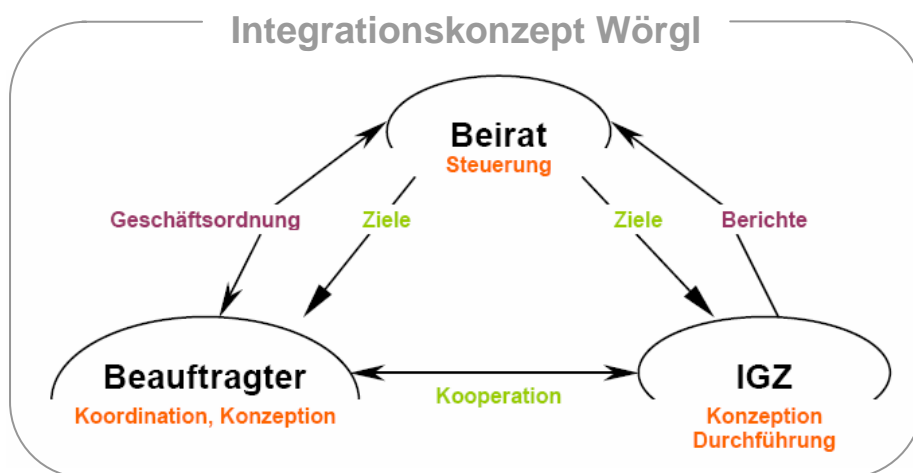 Integrationskonzept Wörgl
Beirat
Steuerung
Geschäftsordnung
Ziele
Ziele
Berichte
Beauftragter
Koordination, Konzeption
Kooperation
IGZ
Konzeption
Durchführung